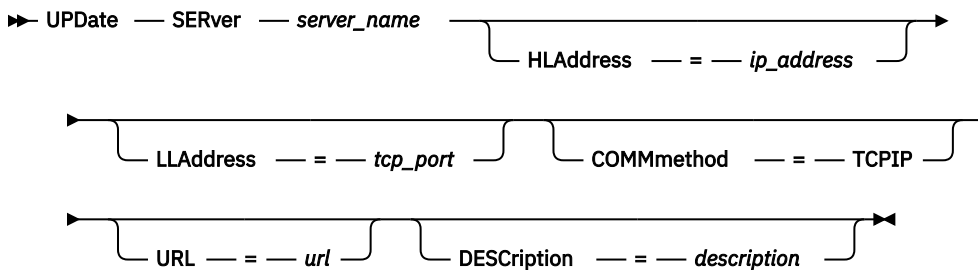 UPDate SERver server_name
HLAddress = ip_address
LLAddress = tcp_port COMMmethod = TCPIP
URL = url DESCription = description